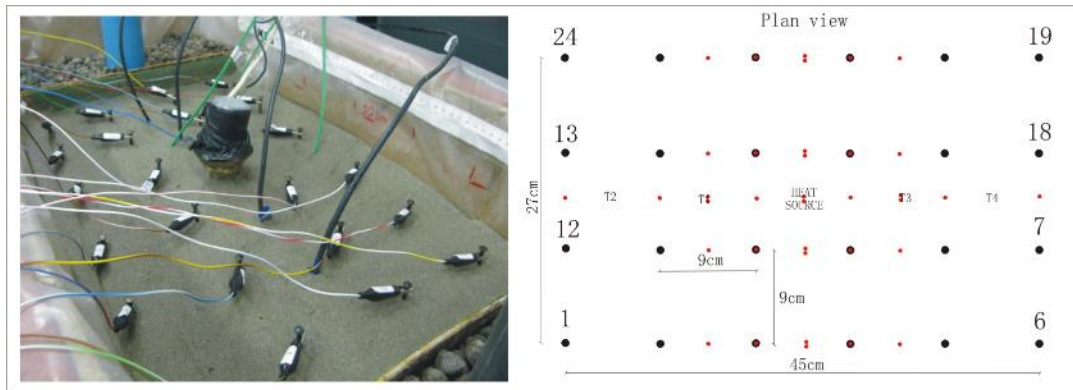 Plan view
24
19
13
18
27cm
T2
T1
HEAT
SOURCE
T3
T4
12
7
9cm
9cm
1
6
45cm